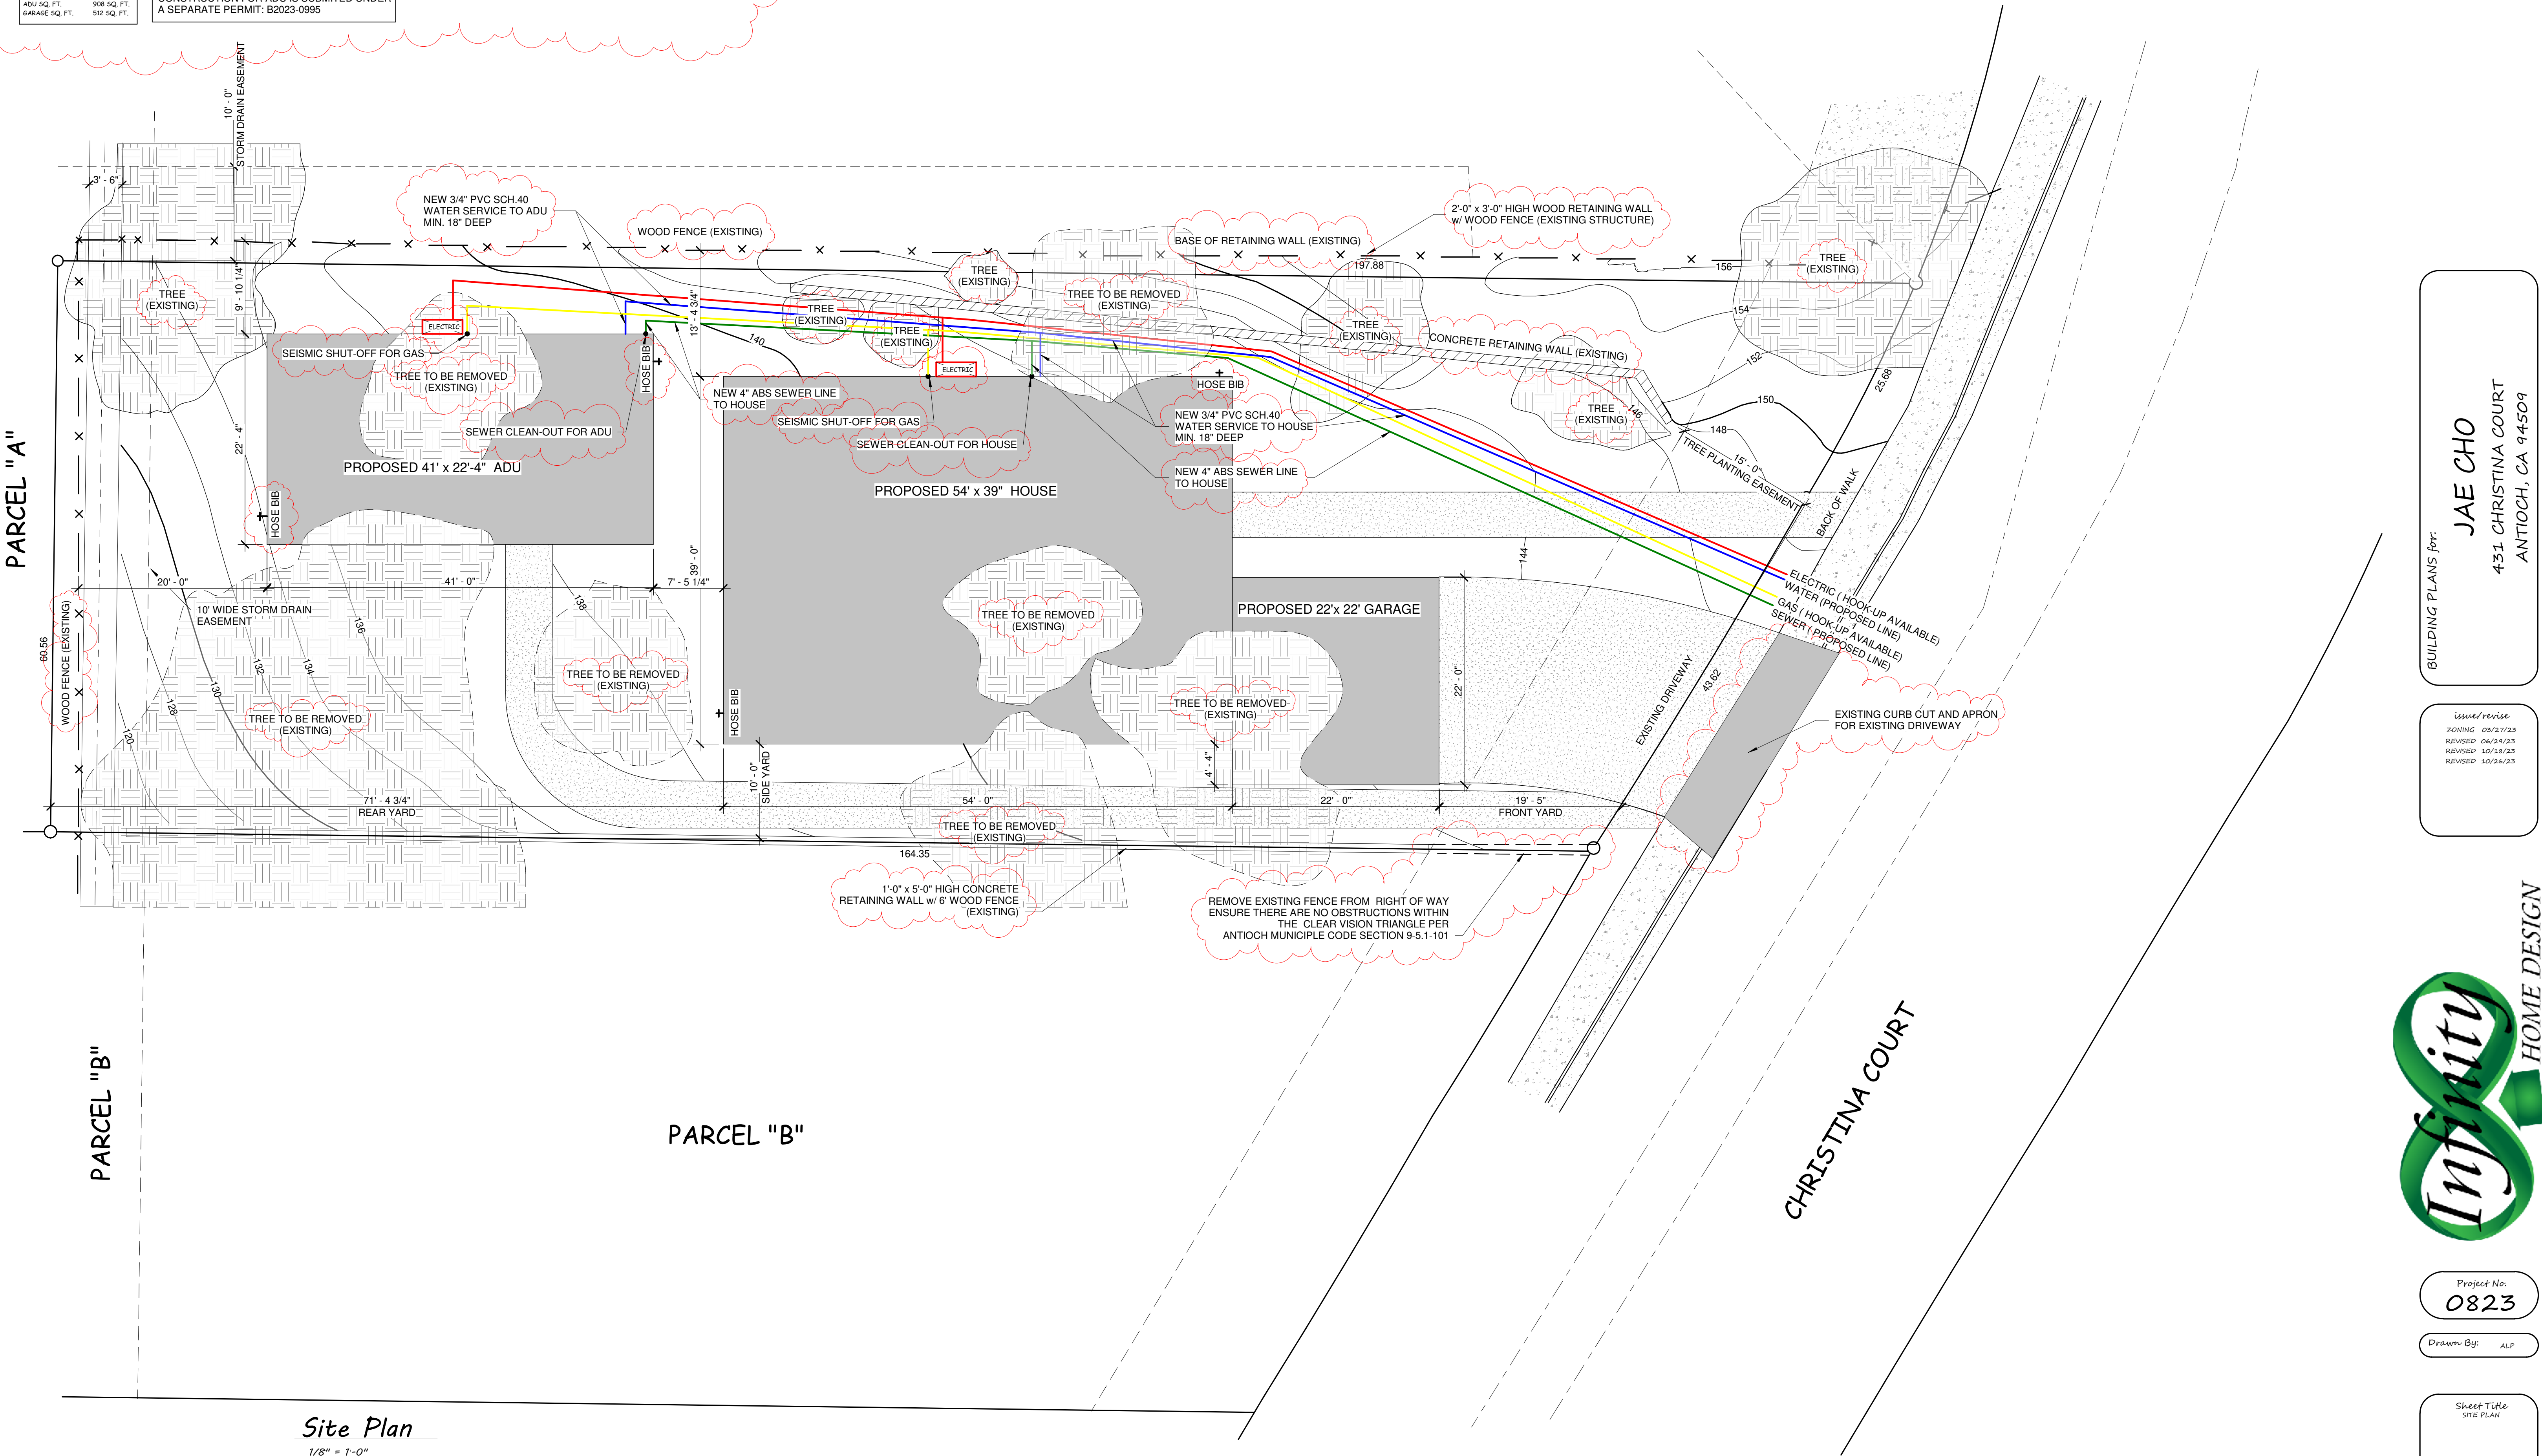 ADU SQ. FT. 908 SQ. FT.
GARAGE SQ. FT. 512 SQ. FT.
A SEPARATE PERMIT: B2023-0995
10' - 0"
STORM DRAIN EASEMENT
3' - 6"
NEW 3/4" PVC SCH.40
WATER SERVICE TO ADU
MIN. 18" DEEP
WOOD FENCE (EXISTING)
BASE OF RETAINING WALL (EXISTING)
2'-0" x 3'-0" HIGH WOOD RETAINING WALL
w/ WOOD FENCE (EXISTING STRUCTURE)
197.88
TREE
(EXISTING)
156
154
152
150
148
146
144
25.68
TREE
(EXISTING)
9' - 10 1/4"
13' - 4 3/4"
140
TREE
(EXISTING)
TREE
(EXISTING)
TREE
(EXISTING)
TREE TO BE REMOVED
(EXISTING)
TREE
(EXISTING)
CONCRETE RETAINING WALL (EXISTING)
TREE
(EXISTING)
15' - 0"
TREE PLANTING EASEMENT
BACK OF WALK
ELECTRIC
SEISMIC SHUT-OFF FOR GAS
TREE TO BE REMOVED
(EXISTING)
HOSE BIB
SEWER CLEAN-OUT FOR ADU
PROPOSED 41' x 22'-4" ADU
22' - 4"
HOSE BIB
NEW 4" ABS SEWER LINE
TO HOUSE
ELECTRIC
SEISMIC SHUT-OFF FOR GAS
SEWER CLEAN-OUT FOR HOUSE
HOSE BIB
NEW 3/4" PVC SCH.40
WATER SERVICE TO HOUSE
MIN. 18" DEEP
NEW 4" ABS SEWER LINE
TO HOUSE
PROPOSED 54' x 39" HOUSE
PARCEL "A"
60.56
WOOD FENCE (EXISTING)
20' - 0"
41' - 0"
7' - 5 1/4"
39' - 0"
10' WIDE STORM DRAIN
EASEMENT
138
136
134
132
130
128
120
TREE TO BE REMOVED
(EXISTING)
TREE TO BE REMOVED
(EXISTING)
TREE TO BE REMOVED
(EXISTING)
TREE TO BE REMOVED
(EXISTING)
HOSE BIB
PROPOSED 22'x 22' GARAGE
22' - 0"
ELECTRIC ( HOOK-UP AVAILABLE)
WATER (PROPOSED LINE)
GAS ( HOOK-UP AVAILABLE)
SEWER ( PROPOSED LINE)
EXISTING DRIVEWAY
43.62
EXISTING CURB CUT AND APRON
FOR EXISTING DRIVEWAY
10' - 0"
SIDE YARD
4' - 4"
71' - 4 3/4"
REAR YARD
54' - 0"
22' - 0"
19' - 5"
FRONT YARD
TREE TO BE REMOVED
(EXISTING)
164.35
1'-0" x 5'-0" HIGH CONCRETE
RETAINING WALL w/ 6' WOOD FENCE
(EXISTING)
REMOVE EXISTING FENCE FROM RIGHT OF WAY
ENSURE THERE ARE NO OBSTRUCTIONS WITHIN
THE CLEAR VISION TRIANGLE PER
ANTIOCH MUNICIPLE CODE SECTION 9-5.1-101
PARCEL "B"
PARCEL "B"
CHRISTINA COURT
Site Plan
1/8" = 1'-0"
BUILDING PLANS for:
JAE CHO
431 CHRISTINA COURT
ANTIOCH, CA 94509
issue/revise
ZONING 03/27/23
REVISED 06/29/23
REVISED 10/18/23
REVISED 10/26/23
Infinity
HOME DESIGN
Project No.
0823
Drawn By: ALP
Sheet Title
SITE PLAN